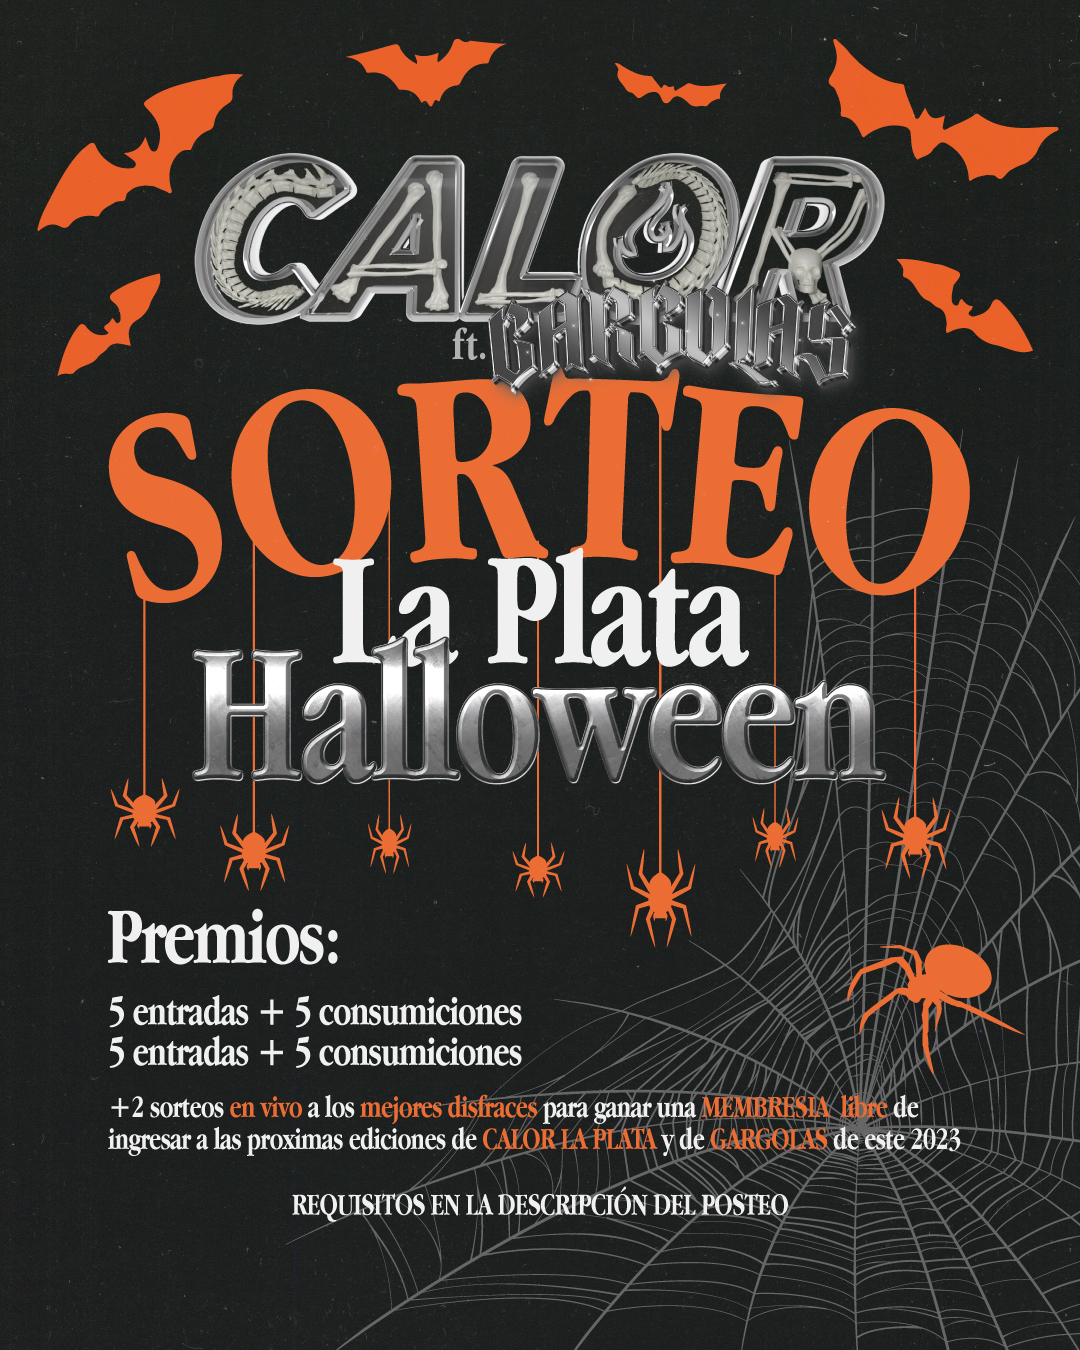 CALOR
ft. GARGOLAS
SORTEO
La Plata
Halloween
Premios:
5 entradas + 5 consumiciones
5 entradas + 5 consumiciones
+2 sorteos en vivo a los mejores disfraces para ganar una MEMBRESIA libre de
ingresar a las proximas ediciones de CALOR LA PLATA y de GARGOLAS de este 2023
REQUISITOS EN LA DESCRIPCIÓN DEL POSTEO